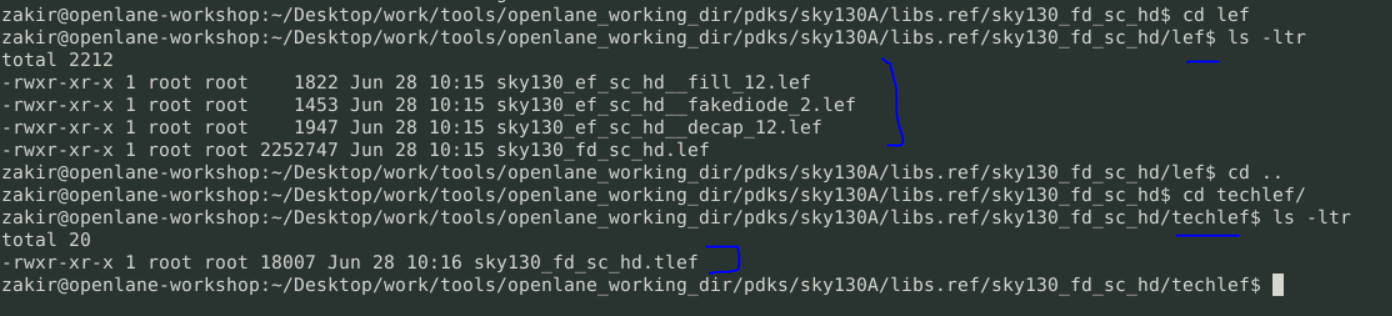 zakir@openlane-workshop:~/Desktop/work/tools/openlane_working_dir/pdks/sky130A/libs.ref/sky130_fd_sc_hd$ cd lef
zakir@openlane-workshop:~/Desktop/work/tools/openlane_working_dir/pdks/sky130A/libs.ref/sky130_fd_sc_hd/lef$ ls -ltr
total 2212
-rwxr-xr-x 1 root root    1822 Jun 28 10:15 sky130_ef_sc_hd__fill_12.lef
-rwxr-xr-x 1 root root    1453 Jun 28 10:15 sky130_ef_sc_hd__fakediode_2.lef
-rwxr-xr-x 1 root root    1947 Jun 28 10:15 sky130_ef_sc_hd__decap_12.lef
-rwxr-xr-x 1 root root 2252747 Jun 28 10:15 sky130_fd_sc_hd.lef
zakir@openlane-workshop:~/Desktop/work/tools/openlane_working_dir/pdks/sky130A/libs.ref/sky130_fd_sc_hd/lef$ cd ..
zakir@openlane-workshop:~/Desktop/work/tools/openlane_working_dir/pdks/sky130A/libs.ref/sky130_fd_sc_hd$ cd techlef/
zakir@openlane-workshop:~/Desktop/work/tools/openlane_working_dir/pdks/sky130A/libs.ref/sky130_fd_sc_hd/techlef$ ls -ltr
total 20
-rwxr-xr-x 1 root root 18007 Jun 28 10:16 sky130_fd_sc_hd.tlef
zakir@openlane-workshop:~/Desktop/work/tools/openlane_working_dir/pdks/sky130A/libs.ref/sky130_fd_sc_hd/techlef$